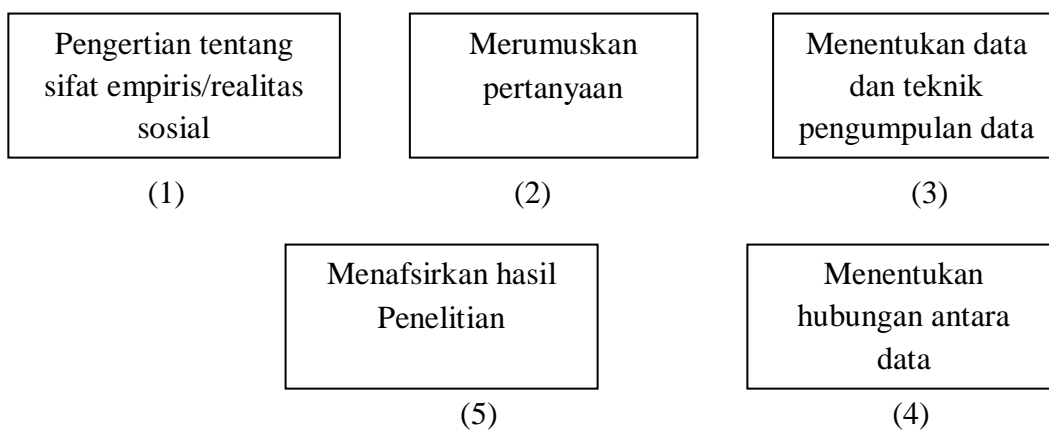 Pengertian tentang
sifat empiris/realitas
sosial
(1)
Merumuskan
pertanyaan
(2)
Menentukan data
dan teknik
pengumpulan data
(3)
Menafsirkan hasil
Penelitian
(5)
Menentukan
hubungan antara
data
(4)